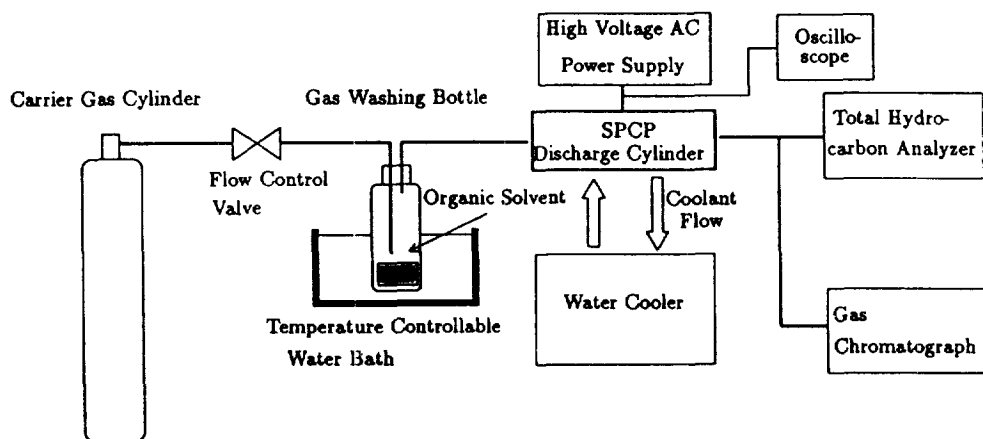 High Voltage AC
Power Supply
Oscillo-
scope
Carrier Gas Cylinder
Gas Washing Bottle
SPCP
Discharge Cylinder
Total Hydro-
carbon Analyzer
Flow Control
Valve
Organic Solvent
Coolant
Flow
Water Cooler
Temperature Controllable
Water Bath
Gas
Chromatograph